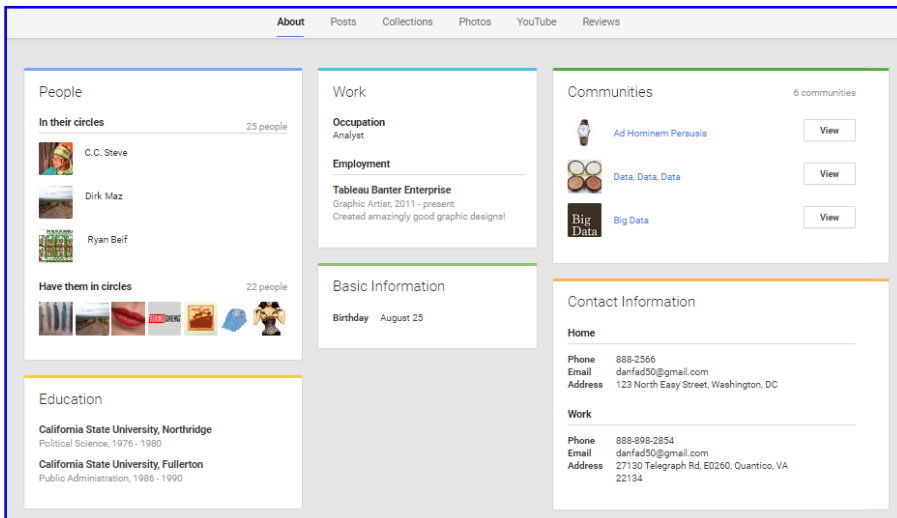 About Posts Collections Photos YouTube Reviews
People
In their circles 25 people
C.C. Steve
Dirk Maz
Ryan Beif
Have them in circles 22 people
Education
California State University, Northridge
Political Science, 1976 - 1980
California State University, Fullerton
Public Administration, 1986 - 1990
Work
Occupation
Analyst
Employment
Tableau Banter Enterprise
Graphic Artist, 2011 - present
Created amazingly good graphic designs!
Basic Information
Birthday August 25
Communities 6 communities
Ad Hominem Persusis View
Data, Data, Data View
Big
Data
Big Data View
Contact Information
Home
Phone 888-2566
Email danfad50@gmail.com
Address 123 North Easy Street, Washington, DC
Work
Phone 888-898-2854
Email danfad50@gmail.com
Address 27130 Telegraph Rd, E0260, Quantico, VA
22134